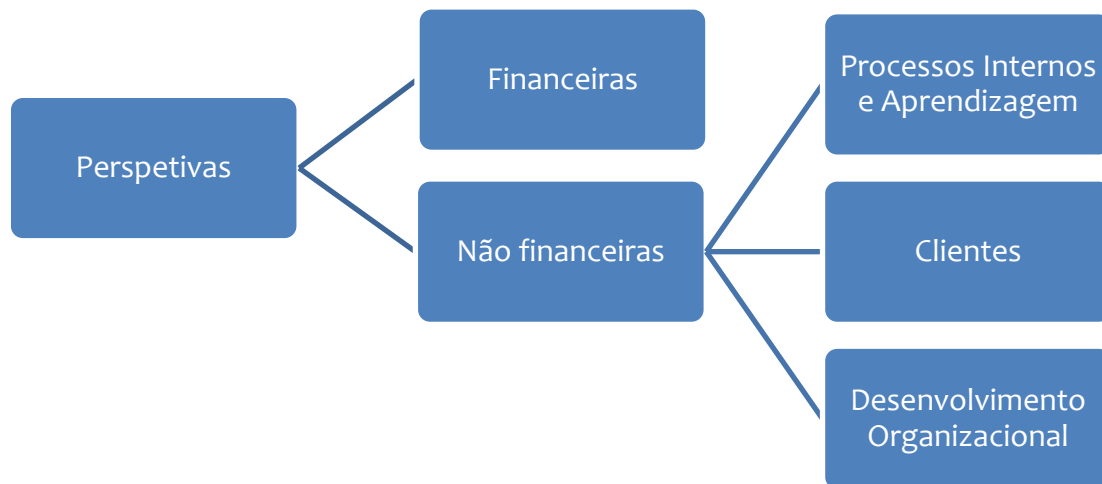 Perspetivas
Financeiras
Não financeiras
Processos Internos
e Aprendizagem
Clientes
Desenvolvimento
Organizacional